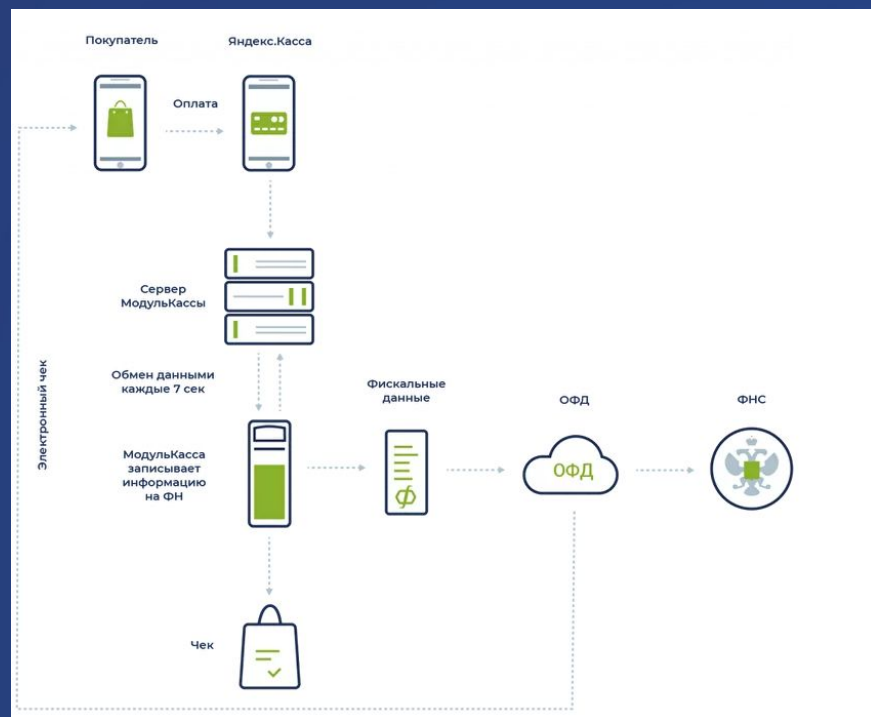 Покупатель
Яндекс.Касса
Оплата
Сервер
МодульКассы
Обмен данными
каждые 7 сек
Электронный чек
Фискальные
данные
ОФД
ФНС
МодульКасса
записывает
информацию
на ФН
ОФД
Чек